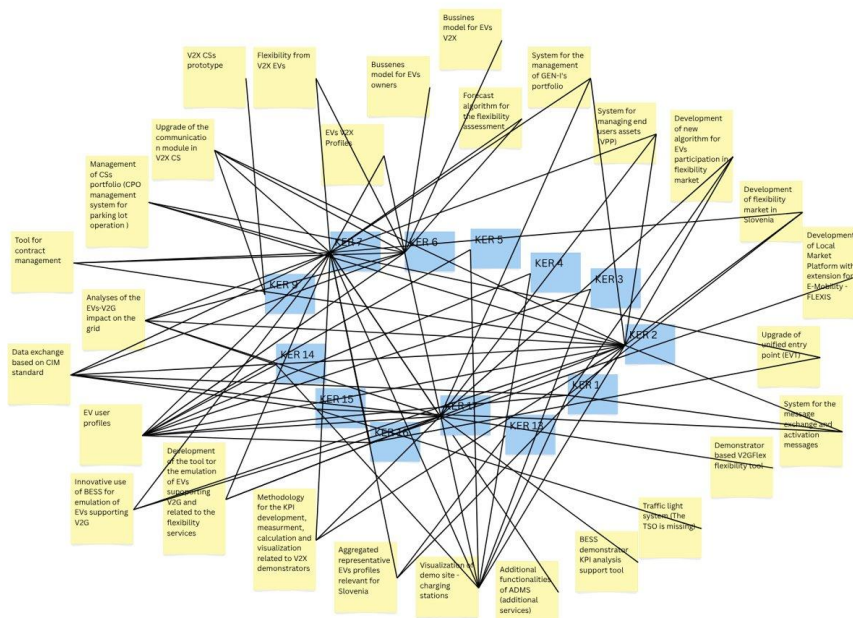 Bussines
model for EVs
V2X
V2X CSs
prototype
Flexibility from
V2X EVs
Bussenes
model for EVs
owners
System for the
management
of GEN-I's
portfolio
Forecast algorithm
for the flexibility
assessment
System for
managing end
users assets
(VPP)
Development
of new
algorithm for
EVs
participation in
flexibility
market
Upgrade of the
communicatio
n module in V2X
CS
EVs V2X
Profiles
Management
of CSs
portfolio (CPO
management
system for
parking lot
operation )
Development
of flexibility
market in
Slovenia
Tool for
contract
management
Development
of Local
Market
Platform with
extension for
E-Mobility -
FLEXIS
KER 7
KER 6
KER 5
KER 4
KER 3
KER 9
KER 2
Analyses of the
EVs-V2G
impact on the
grid
Upgrade of
unified entry
point (EVT)
Data exchange
based on CIM
standard
KER 14
KER 1
KER 15
KER 16
KER 13
EV user
profiles
System for the
message
exchange and
activation
messages
Innovative use
of BESS for
emulation of
EVs supporting
V2G
Development
of the tool tor
the emulation
of EVs
supporting
V2G and
related to the
flexibility
services
Methodology
for the KPI
development,
measurment,
calculation and
visualization
related to V2X
demonstrators
Aggregated
representative
EVs profiles
relevant for
Slovenia
Visualization of
demo site -
charging
stations
Additional
functionalities
of ADMS
(additional
services)
BESS
demonstrator
KPI analysis
support tool
Traffic light
system (The
TSO is missing)
Demonstrator
based V2GFlex
flexibility tool